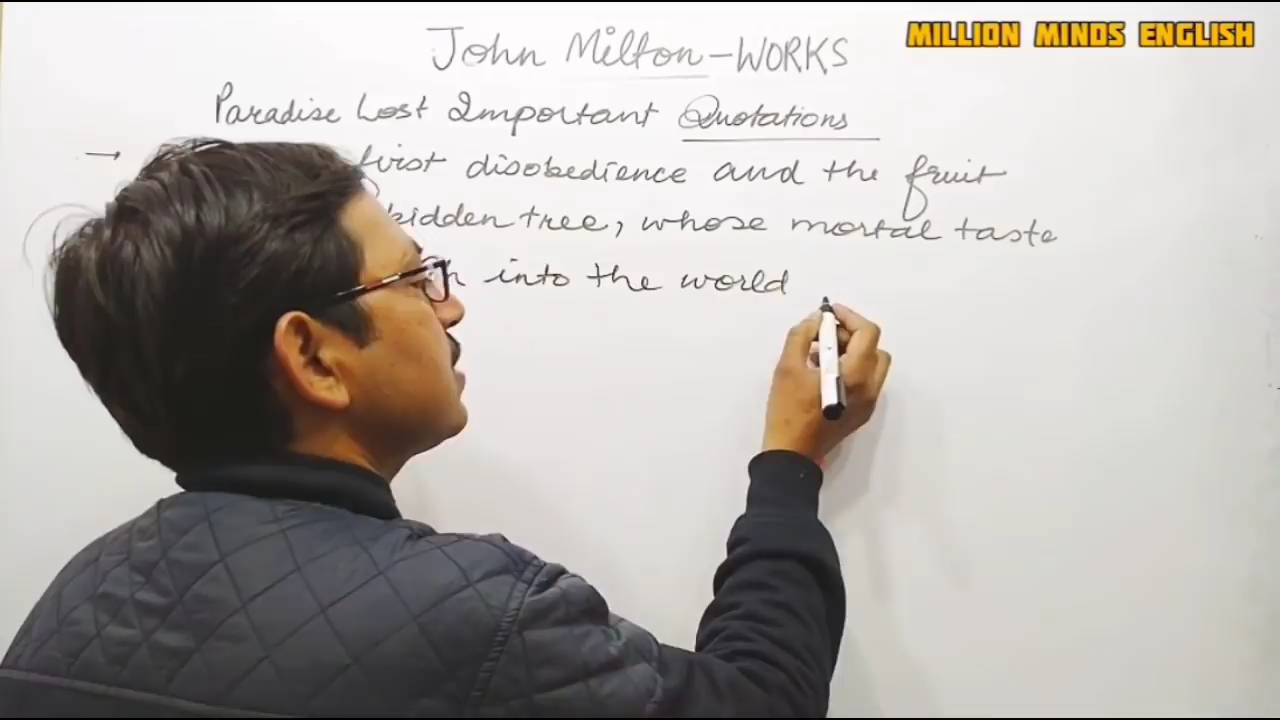 MILLION MINDS ENGLISH
John Milton - WORKS
Paradise Lost Important Quotations
→ first disobedience and the fruit
tree, whose mortal taste
into the world